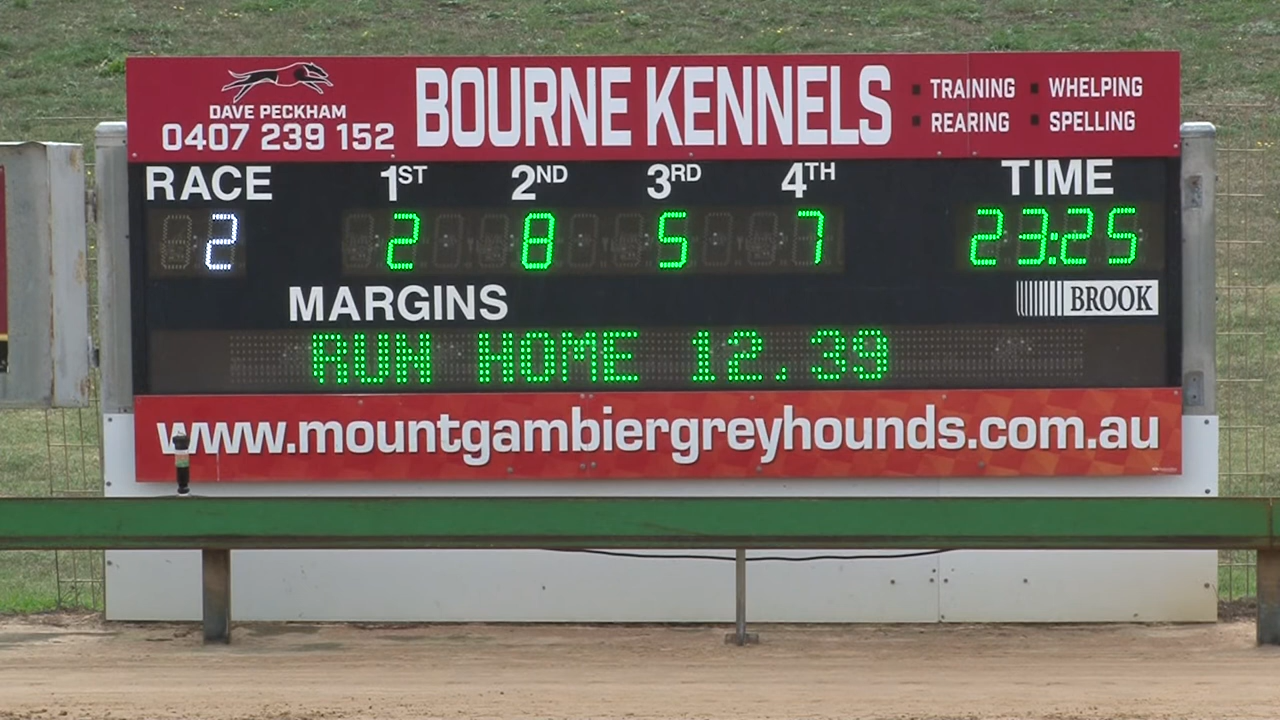 DAVE PECKHAM
0407 239 152
BOURNE KENNELS
TRAINING WHELPING
REARING SPELLING
RACE 1ST 2ND 3RD 4TH TIME
2 2 8 5 7 23:25
MARGINS
BROOK
RUN HOME 12.39
www.mountgambiergreyhounds.com.au